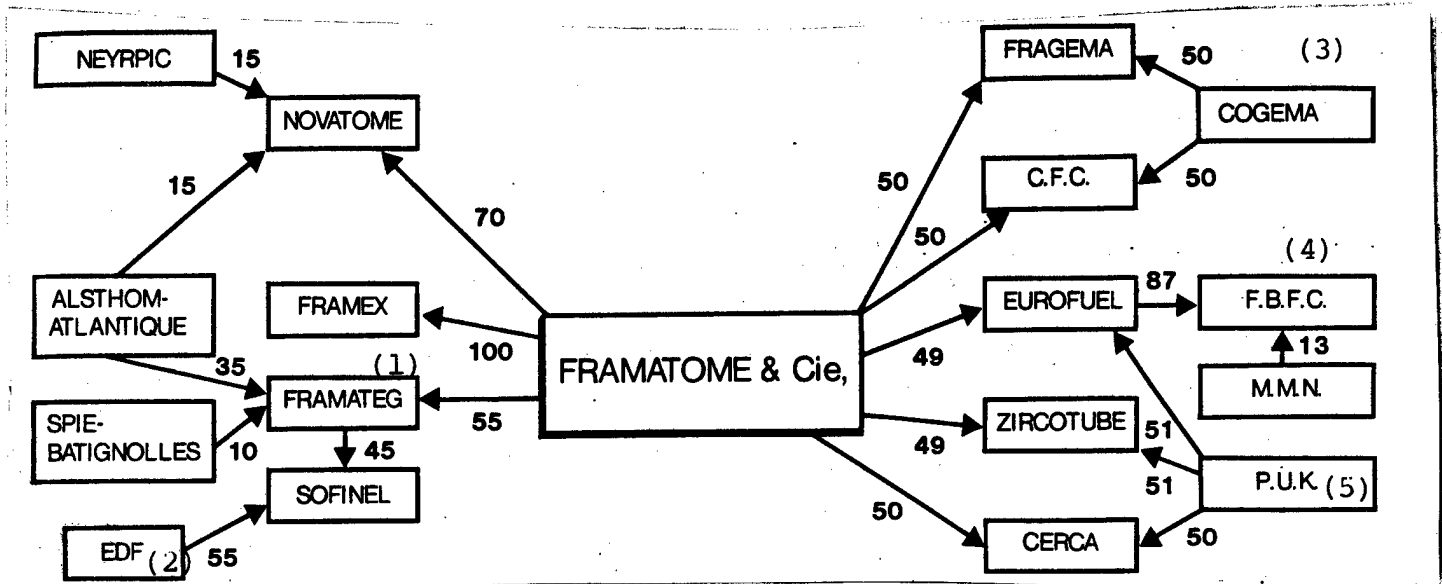 NEYRPIC
15
NOVATOME
15
70
ALSTHOM-
ATLANTIQUE
FRAMEX
100
35
(1)
FRAMATEG
55
SPIE-
BATIGNOLLES
10
45
SOFINEL
EDF (2)
55
FRAMATOME & Cie,
FRAGEMA
50
(3)
COGEMA
50
C.F.C.
50
50
(4)
EUROFUEL
87
F.B.F.C.
49
13
M.M.N.
ZIRCOTUBE
51
49
51
P.U.K. (5)
50
50
CERCA